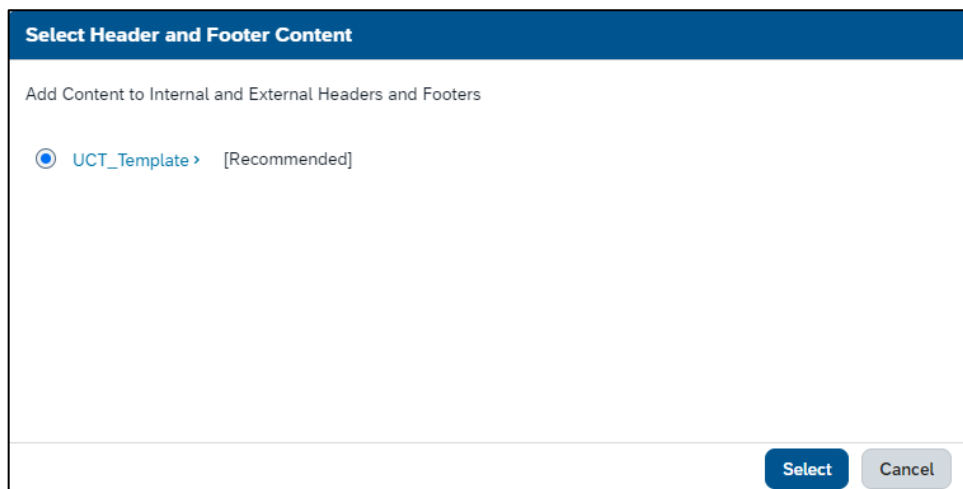 Select Header and Footer Content
Add Content to Internal and External Headers and Footers
UCT_Template › [Recommended]
Select Cancel